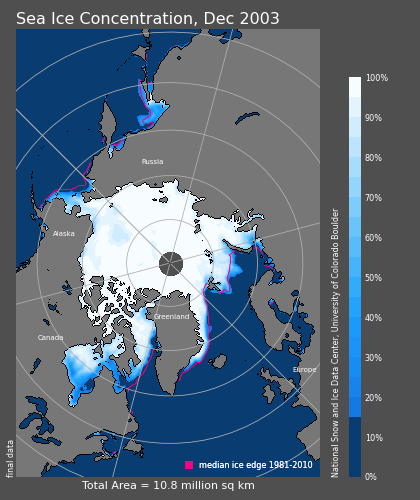 Sea Ice Concentration, Dec 2003
Russia
Alaska
Canada
Greenland
Europe
median ice edge 1981-2010
Total Area = 10.8 million sq km
final data
National Snow and Ice Data Center, University of Colorado Boulder
100%
90%
80%
70%
60%
50%
40%
30%
20%
10%
0%